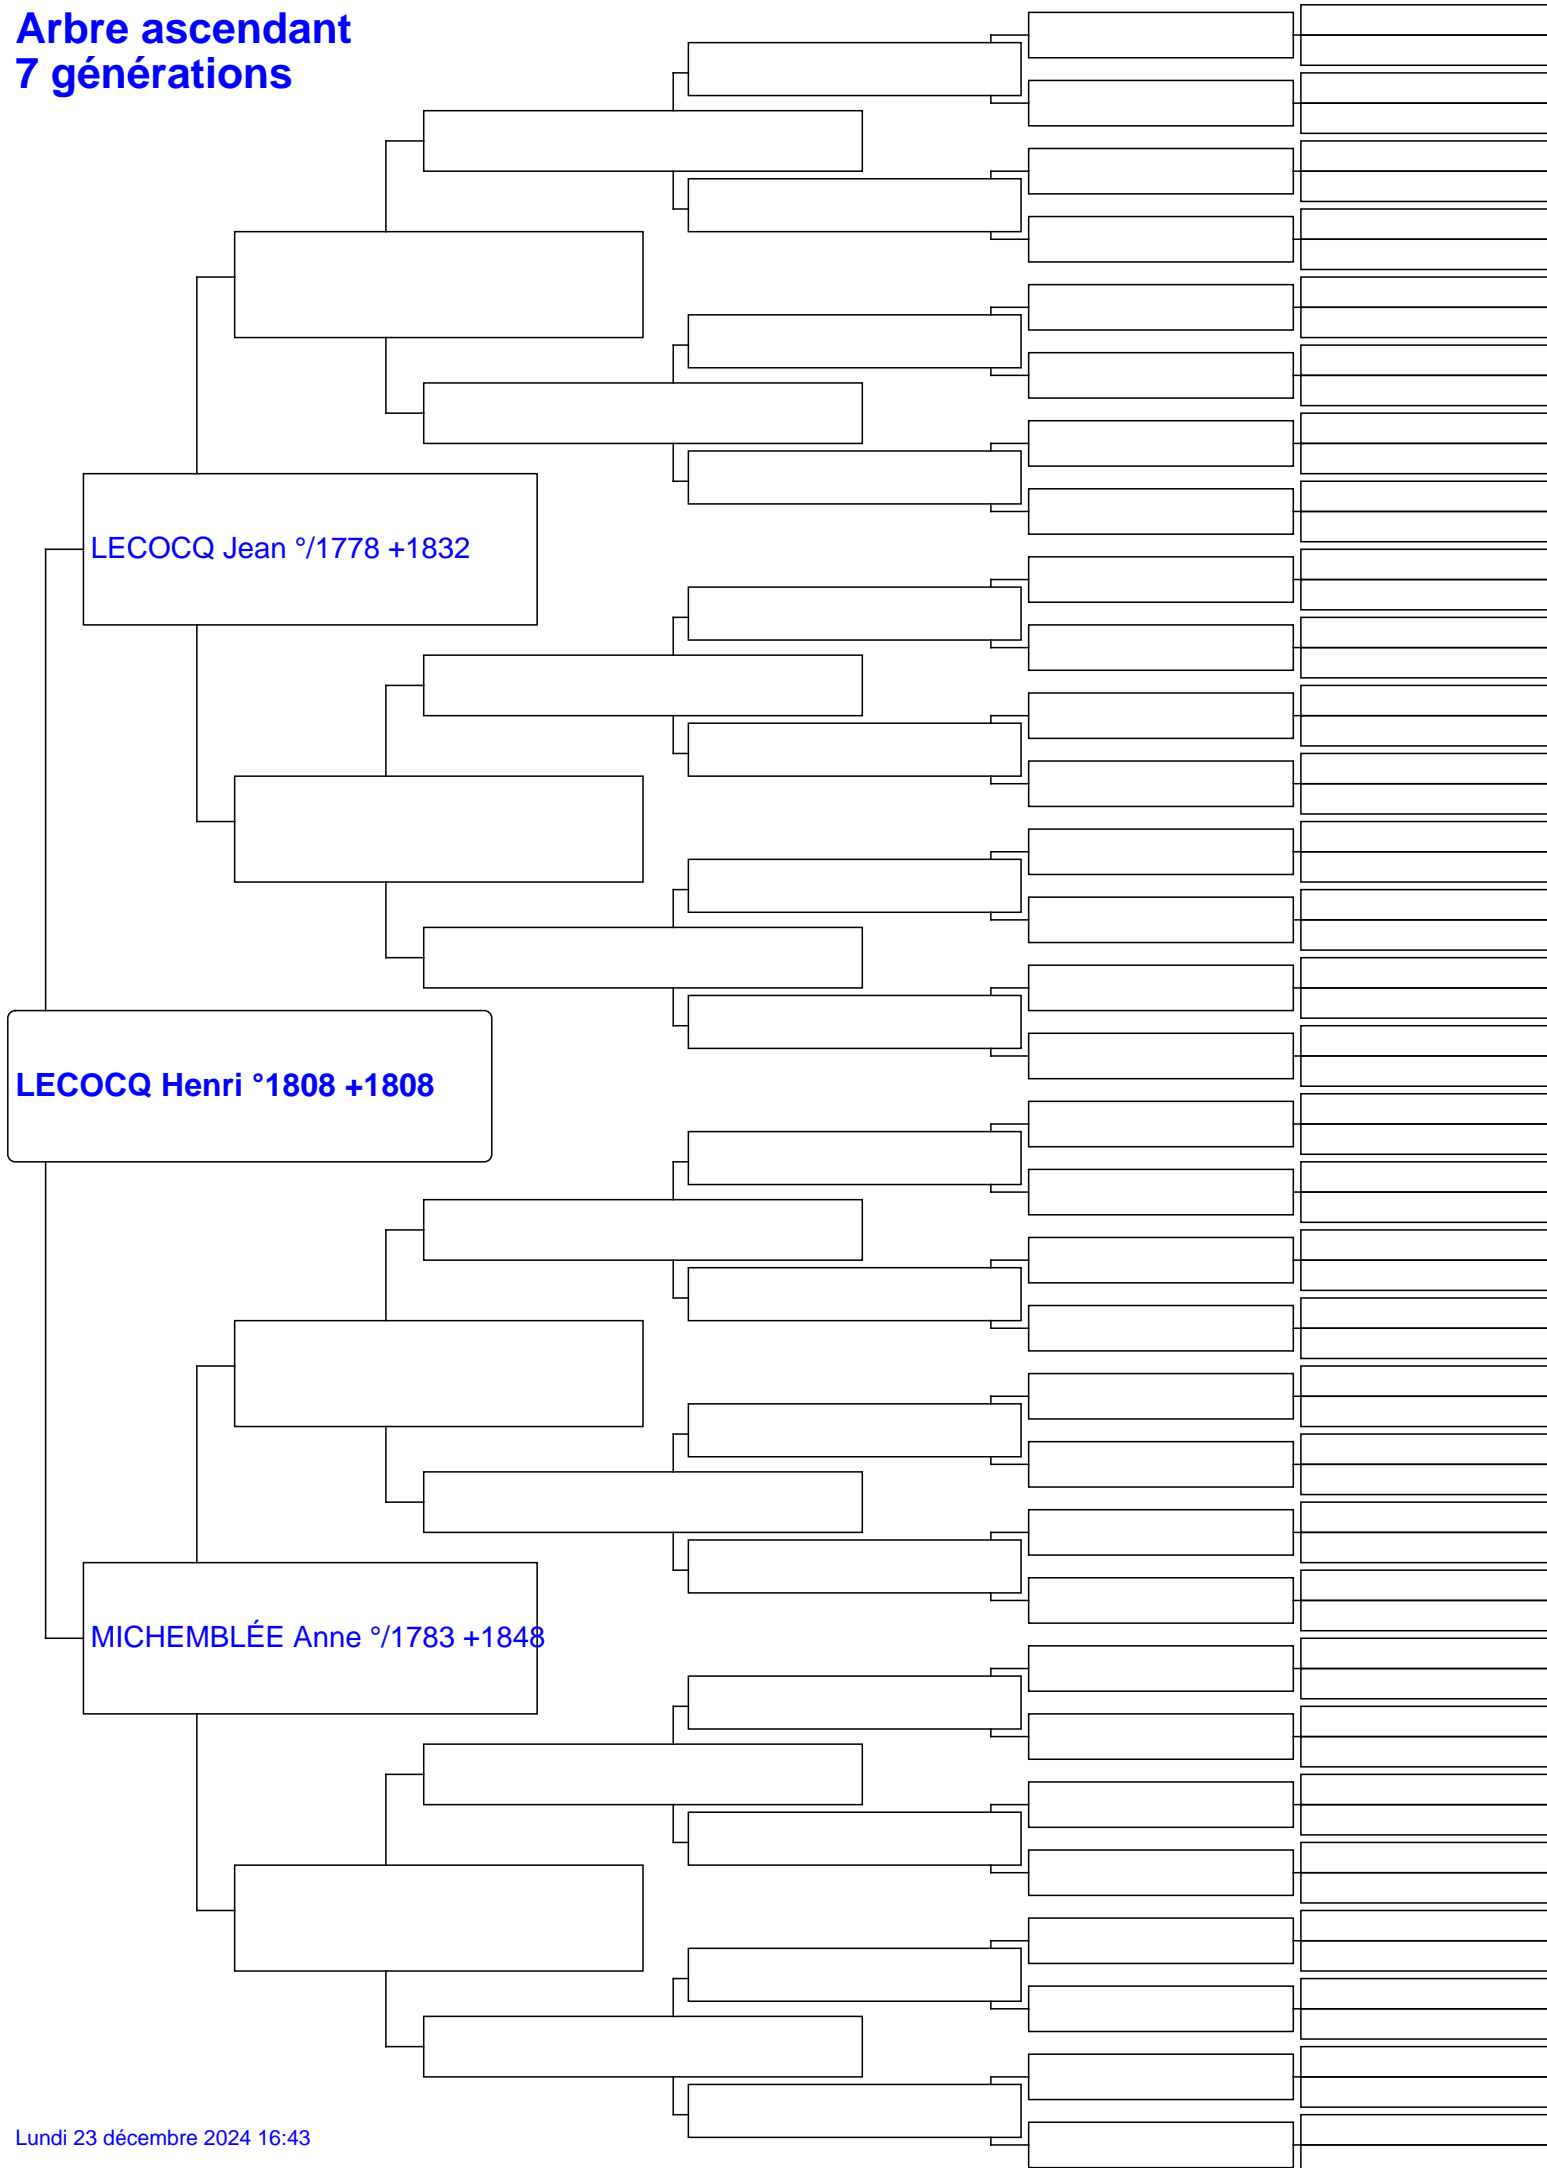 Arbre ascendant
7 générations
LECOCQ Jean °/1778 +1832
LECOCQ Henri °1808 +1808
MICHEMBLÉE Anne °/1783 +1848
Lundi 23 décembre 2024 16:43